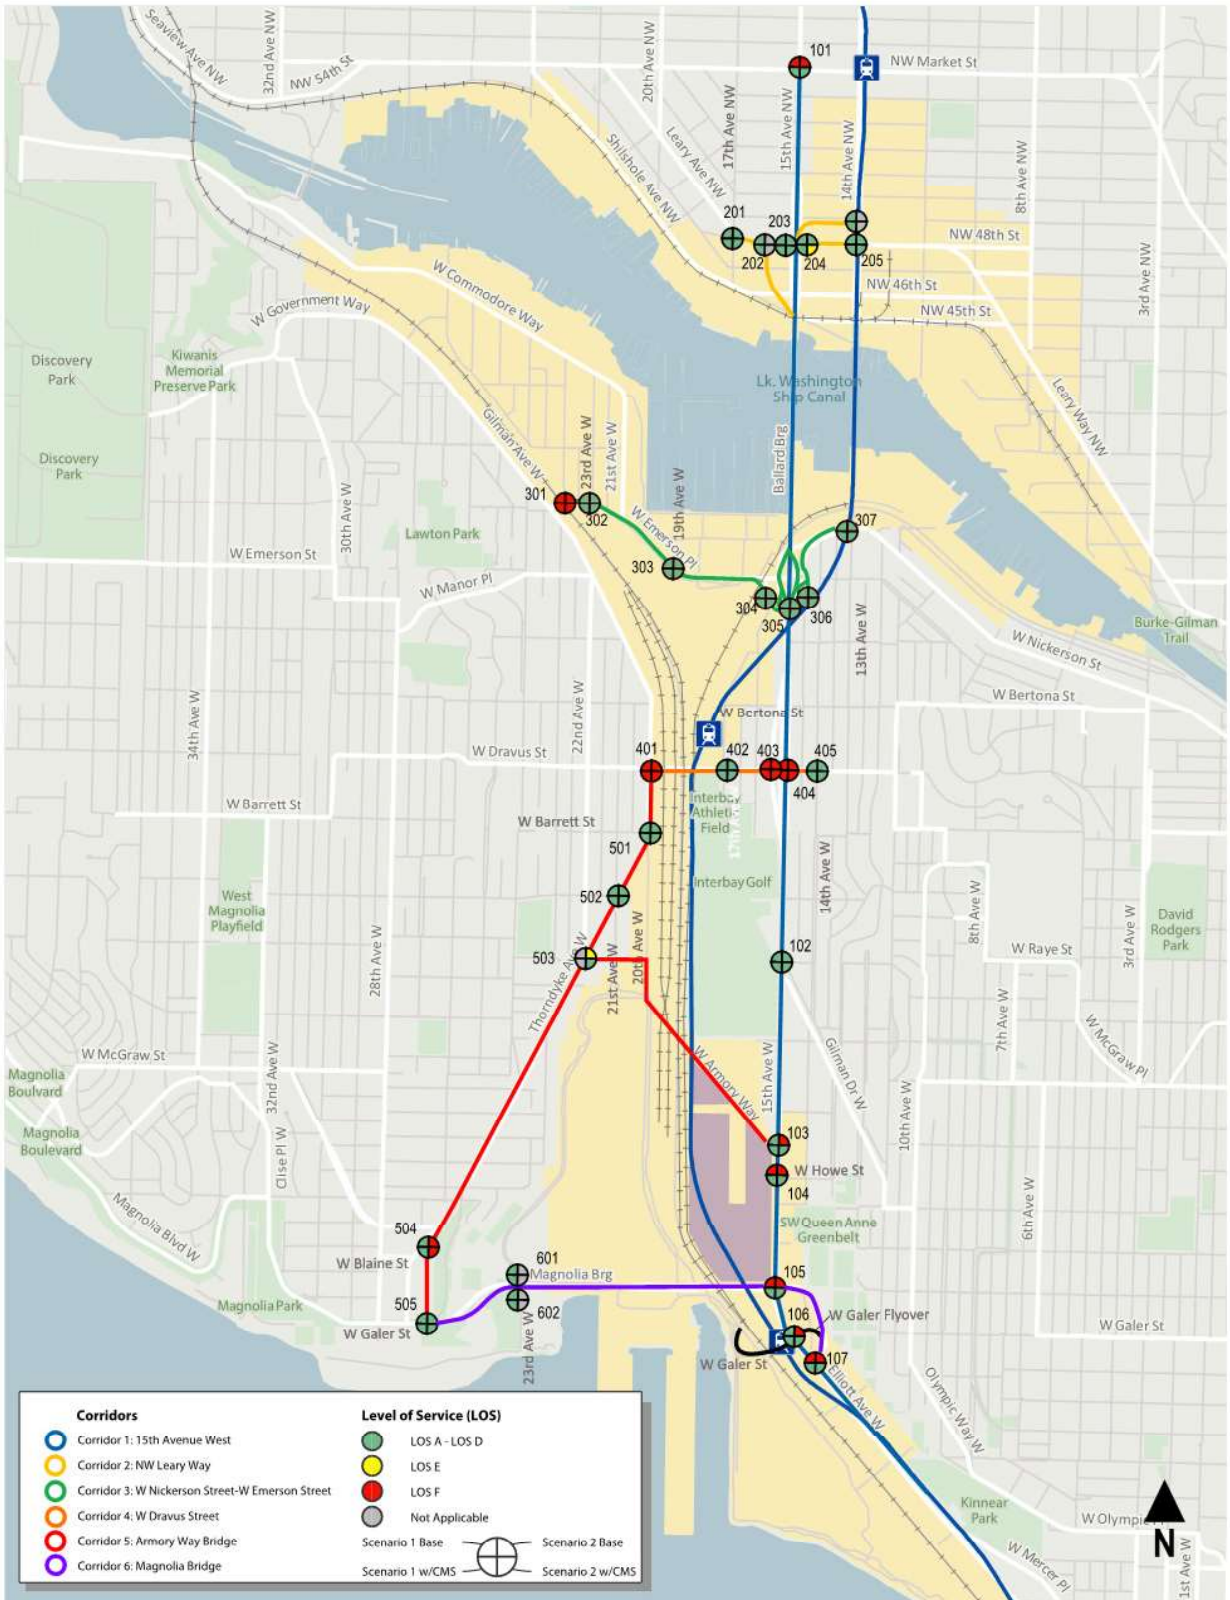 Seaview Ave NW
32nd Ave NW
NW 54th St
20th Ave NW
17th Ave NW
101
15th Ave NW
NW Market St
14th Ave NW
Leary Ave NW
Shilshole Ave NW
8th Ave NW
3rd Ave NW
201
203
202
204
205
NW 48th St
NW 46th St
NW 45th St
W Commodore Way
W Government Way
Discovery
Park
Kiwanis
Memorial
Preserve Park
Lk. Washington
Ship Canal
Leary Way NW
Discovery
Park
Gilman Ave W
23rd Ave W
21st Ave W
19th Ave W
Ballard Brg
301
302
W Emerson Pl
307
30th Ave W
Lawton Park
W Emerson St
W Manor Pl
303
304
305
306
13th Ave W
Burke-Gilman
Trail
W Nickerson St
W Bertona St
34th Ave W
22nd Ave W
W Bertona St
W Dravus St
401
402
403
404
405
W Barrett St
W Barrett St
Interbay
Athletic
Field
501
Interbay Golf
14th Ave W
502
West
Magnolia
Playfield
8th Ave W
3rd Ave W
David
Rodgers
Park
28th Ave W
503
Thorndyke Ave W
21st Ave W
20th Ave W
102
W Raye St
7th Ave W
W McGraw Pl
W McGraw St
Magnolia
Boulvard
32nd Ave W
W Armory Way
15th Ave W
Gilman Dr W
10th Ave W
Magnolia
Boulevard
Clise Pl W
103
W Howe St
104
6th Ave W
Magnolia Blvd W
504
W Blaine St
SW Queen Anne
Greenbelt
601
Magnolia Brg
602
105
Magnolia Park
505
W Galer St
23rd Ave W
106
W Galer Flyover
W Galer St
W Galer St
107
Elliott Ave W
Olympic Way W
Kinnear
Park
W Olympic
W Mercer Pl
1st Ave W
N
Corridors
Corridor 1: 15th Avenue West
Corridor 2: NW Leary Way
Corridor 3: W Nickerson Street-W Emerson Street
Corridor 4: W Dravus Street
Corridor 5: Armory Way Bridge
Corridor 6: Magnolia Bridge
Level of Service (LOS)
LOS A - LOS D
LOS E
LOS F
Not Applicable
Scenario 1 Base
Scenario 2 Base
Scenario 1 w/CMS
Scenario 2 w/CMS